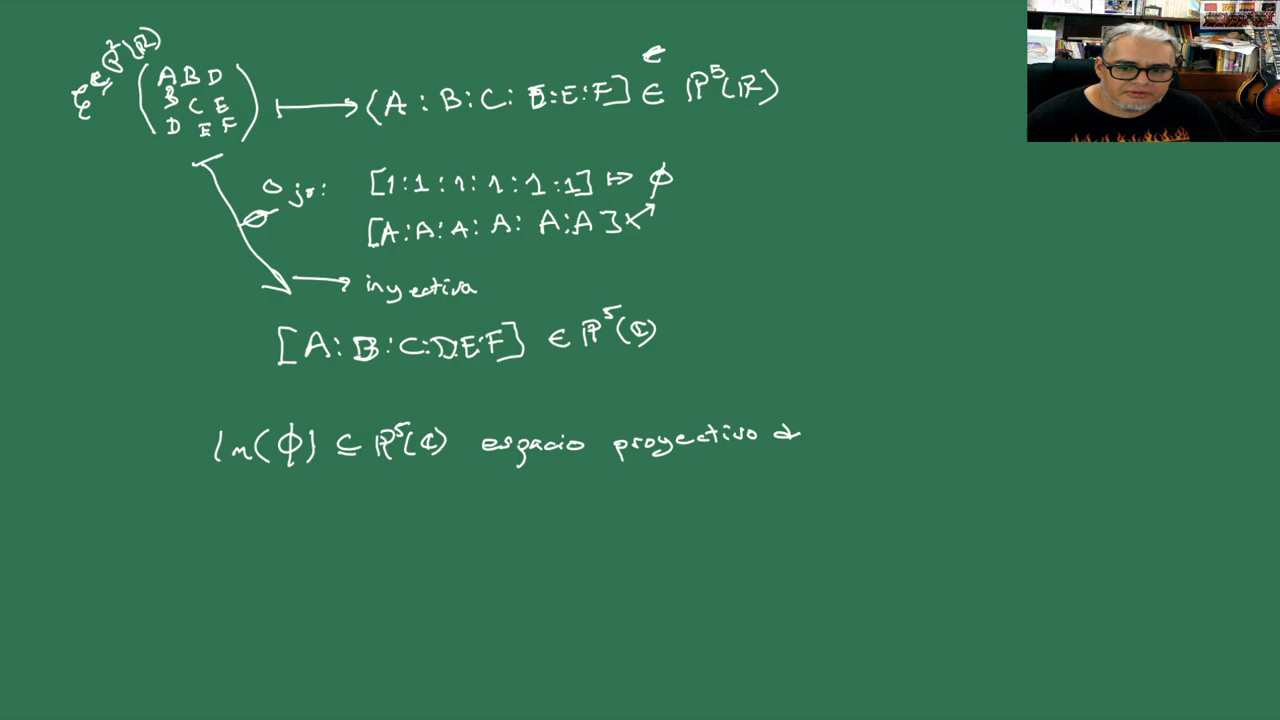 ( A B D
B C E
D E F ) ⟼ [A : B : C : D : E : F] ∈ ℙ⁵(ℝ)
Ojo: [1 : 1 : 1 : 1 : 1 : 1] ↦ ϕ
[A : A : A : A : A : A]
→ inyectiva
[A : B : C : D : E : F] ∈ ℙ⁵(ℂ)
Im(ϕ) ⊆ ℙ⁵(ℂ) espacio proyectivo d